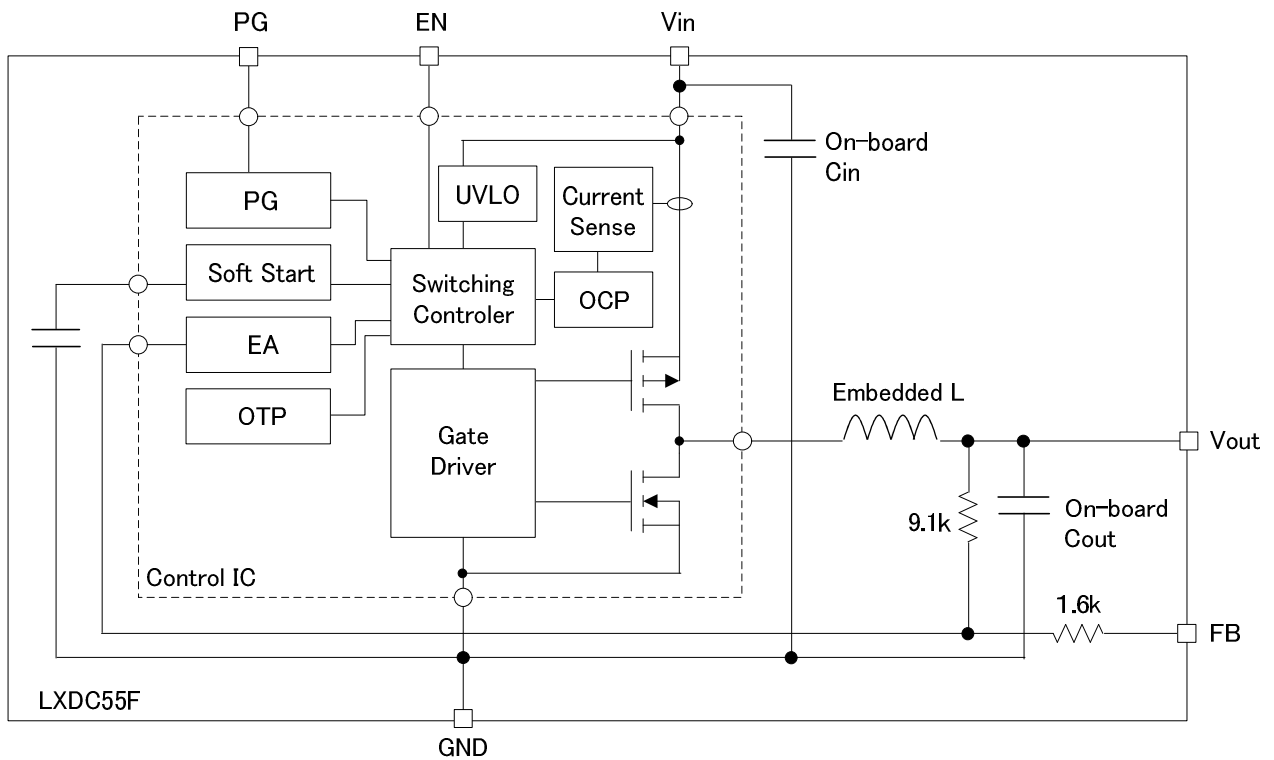 PG
EN
Vin
On-board
Cin
PG
UVLO
Current
Sense
Soft Start
Switching
Controler
OCP
EA
OTP
Gate
Driver
Embedded L
Vout
9.1k
On-board
Cout
Control IC
1.6k
FB
LXDC55F
GND